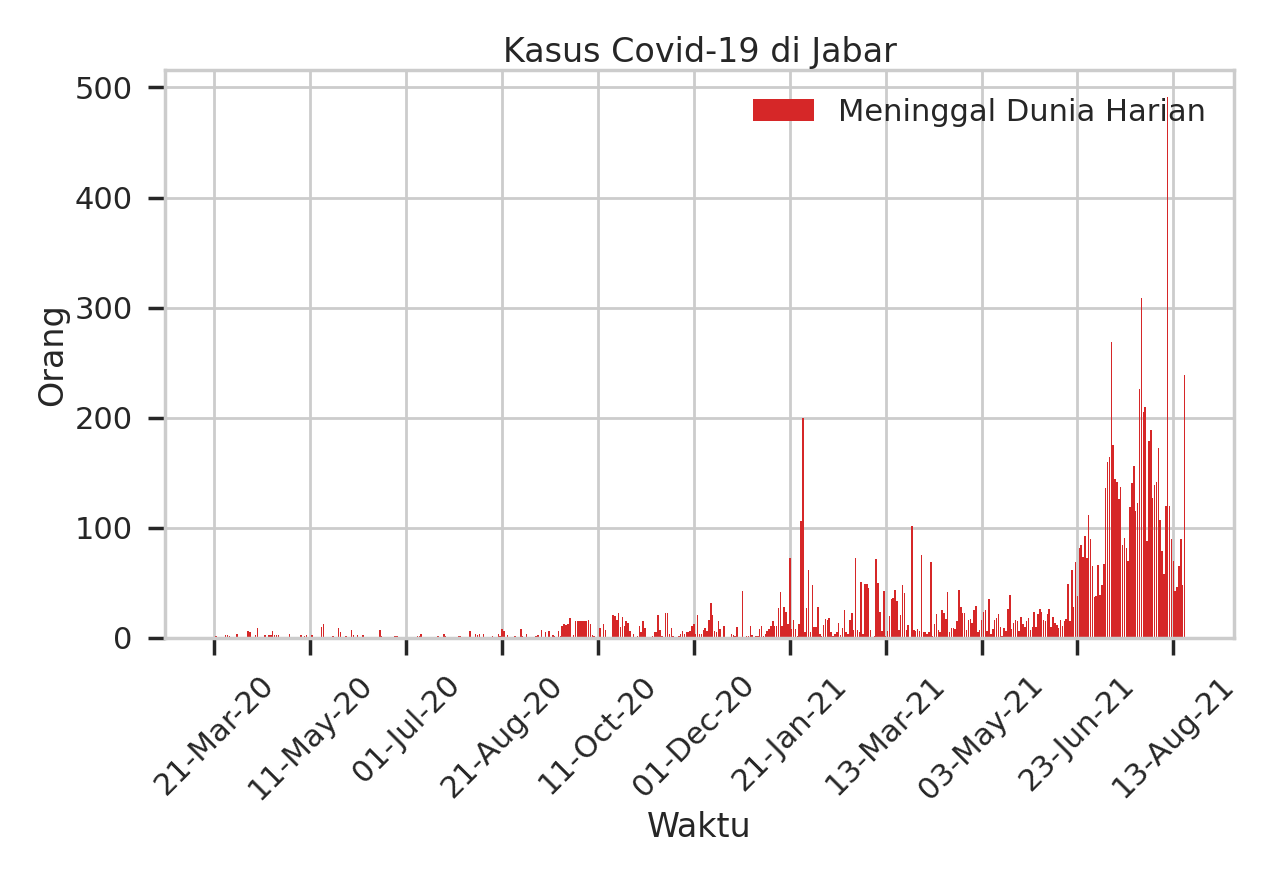 Kasus Covid-19 di Jabar
Meninggal Dunia Harian
Orang
500
400
300
200
100
0
21-Mar-20
11-May-20
01-Jul-20
21-Aug-20
11-Oct-20
01-Dec-20
21-Jan-21
13-Mar-21
03-May-21
23-Jun-21
13-Aug-21
Waktu